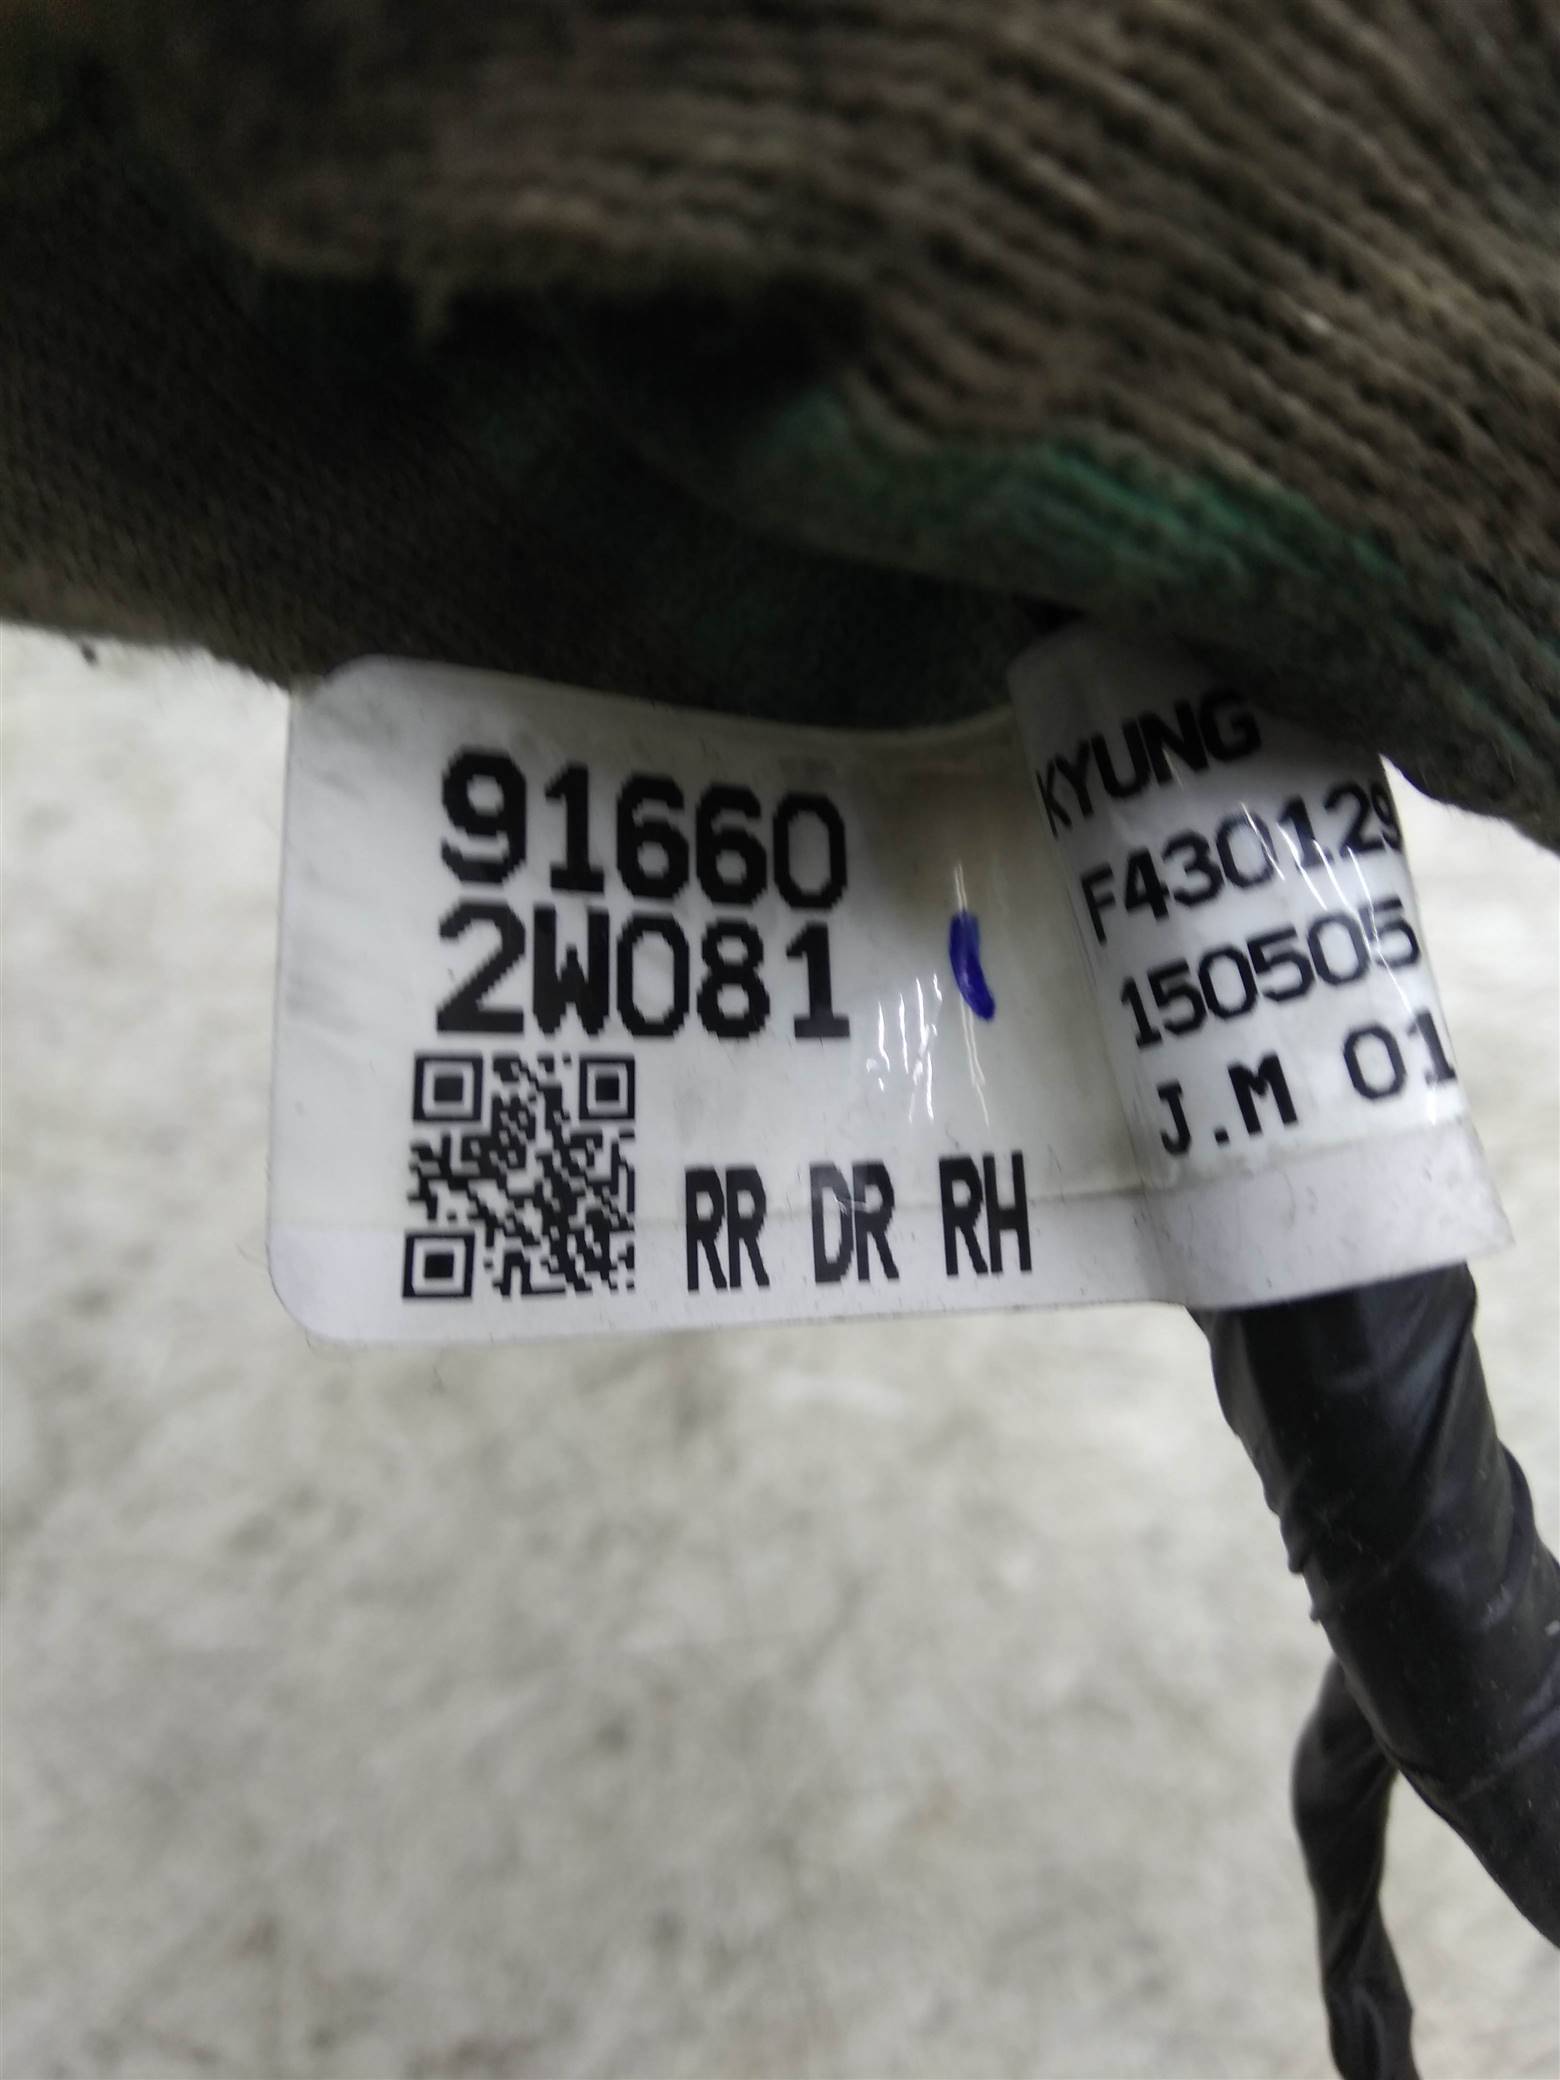 91660
2W081
RR DR RH
KYUNG
F430129
150505
J.M 01